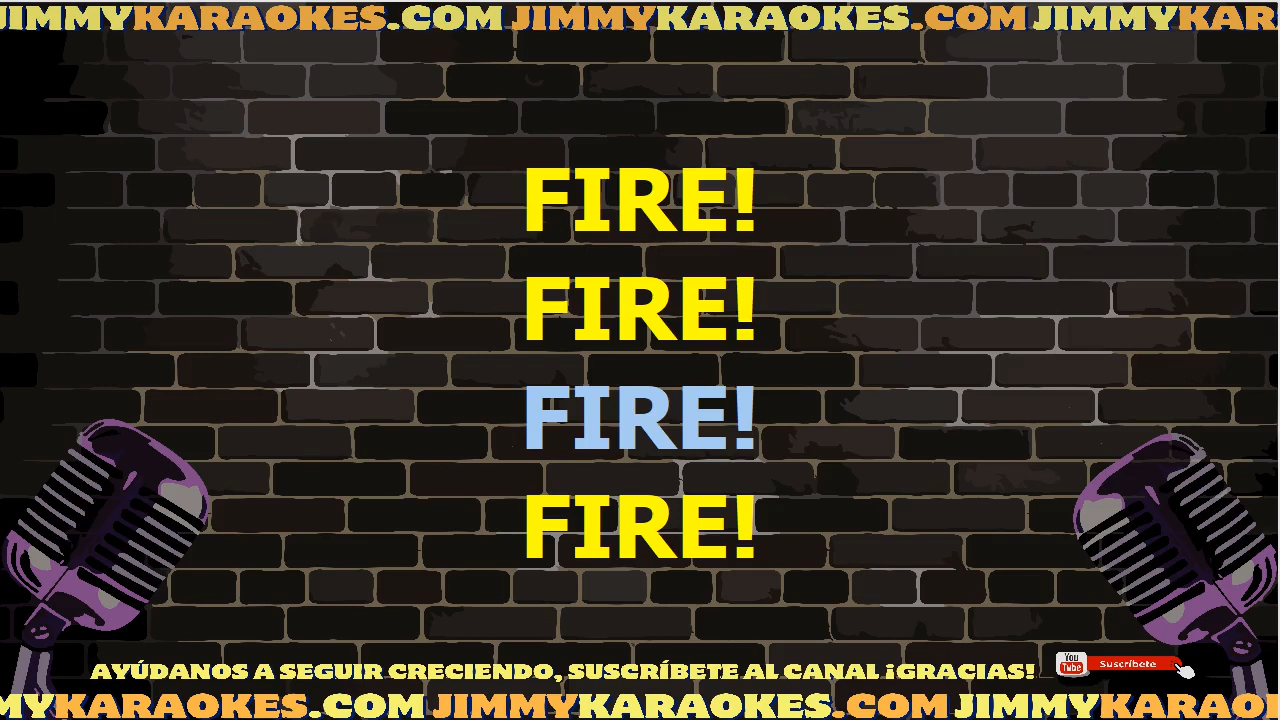 JIMMYKARAOKES.COM JIMMYKARAOKES.COM JIMMYKAR
FIRE!
FIRE!
FIRE!
FIRE!
AYÚDANOS A SEGUIR CRECIENDO, SUSCRÍBETE AL CANAL ¡GRACIAS!
You Tube Suscríbete
MYKARAOKES.COM JIMMYKARAOKES.COM JIMMYKARAO